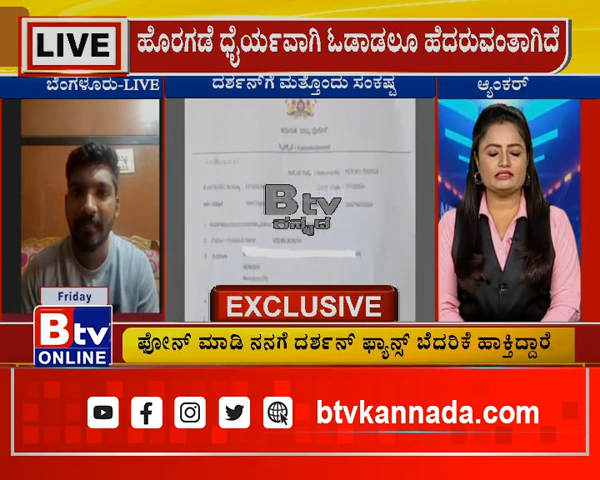 LIVE
ಹೊರಗಡೆ ಧೈರ್ಯವಾಗಿ ಓಡಾಡಲೂ ಹೆದರುವಂತಾಗಿದೆ
ಬೆಂಗಳೂರು-LIVE
ದರ್ಶನ್‌ಗೆ ಮತ್ತೊಂದು ಸಂಕಷ್ಟ
ಆ್ಯಂಕರ್
Btv
ಕನ್ನಡ
EXCLUSIVE
Friday
Btv
ONLINE
ಫೋನ್ ಮಾಡಿ ನನಗೆ ದರ್ಶನ್ ಫ್ಯಾನ್ಸ್ ಬೆದರಿಕೆ ಹಾಕ್ತಿದ್ದಾರೆ
btvkannada.com